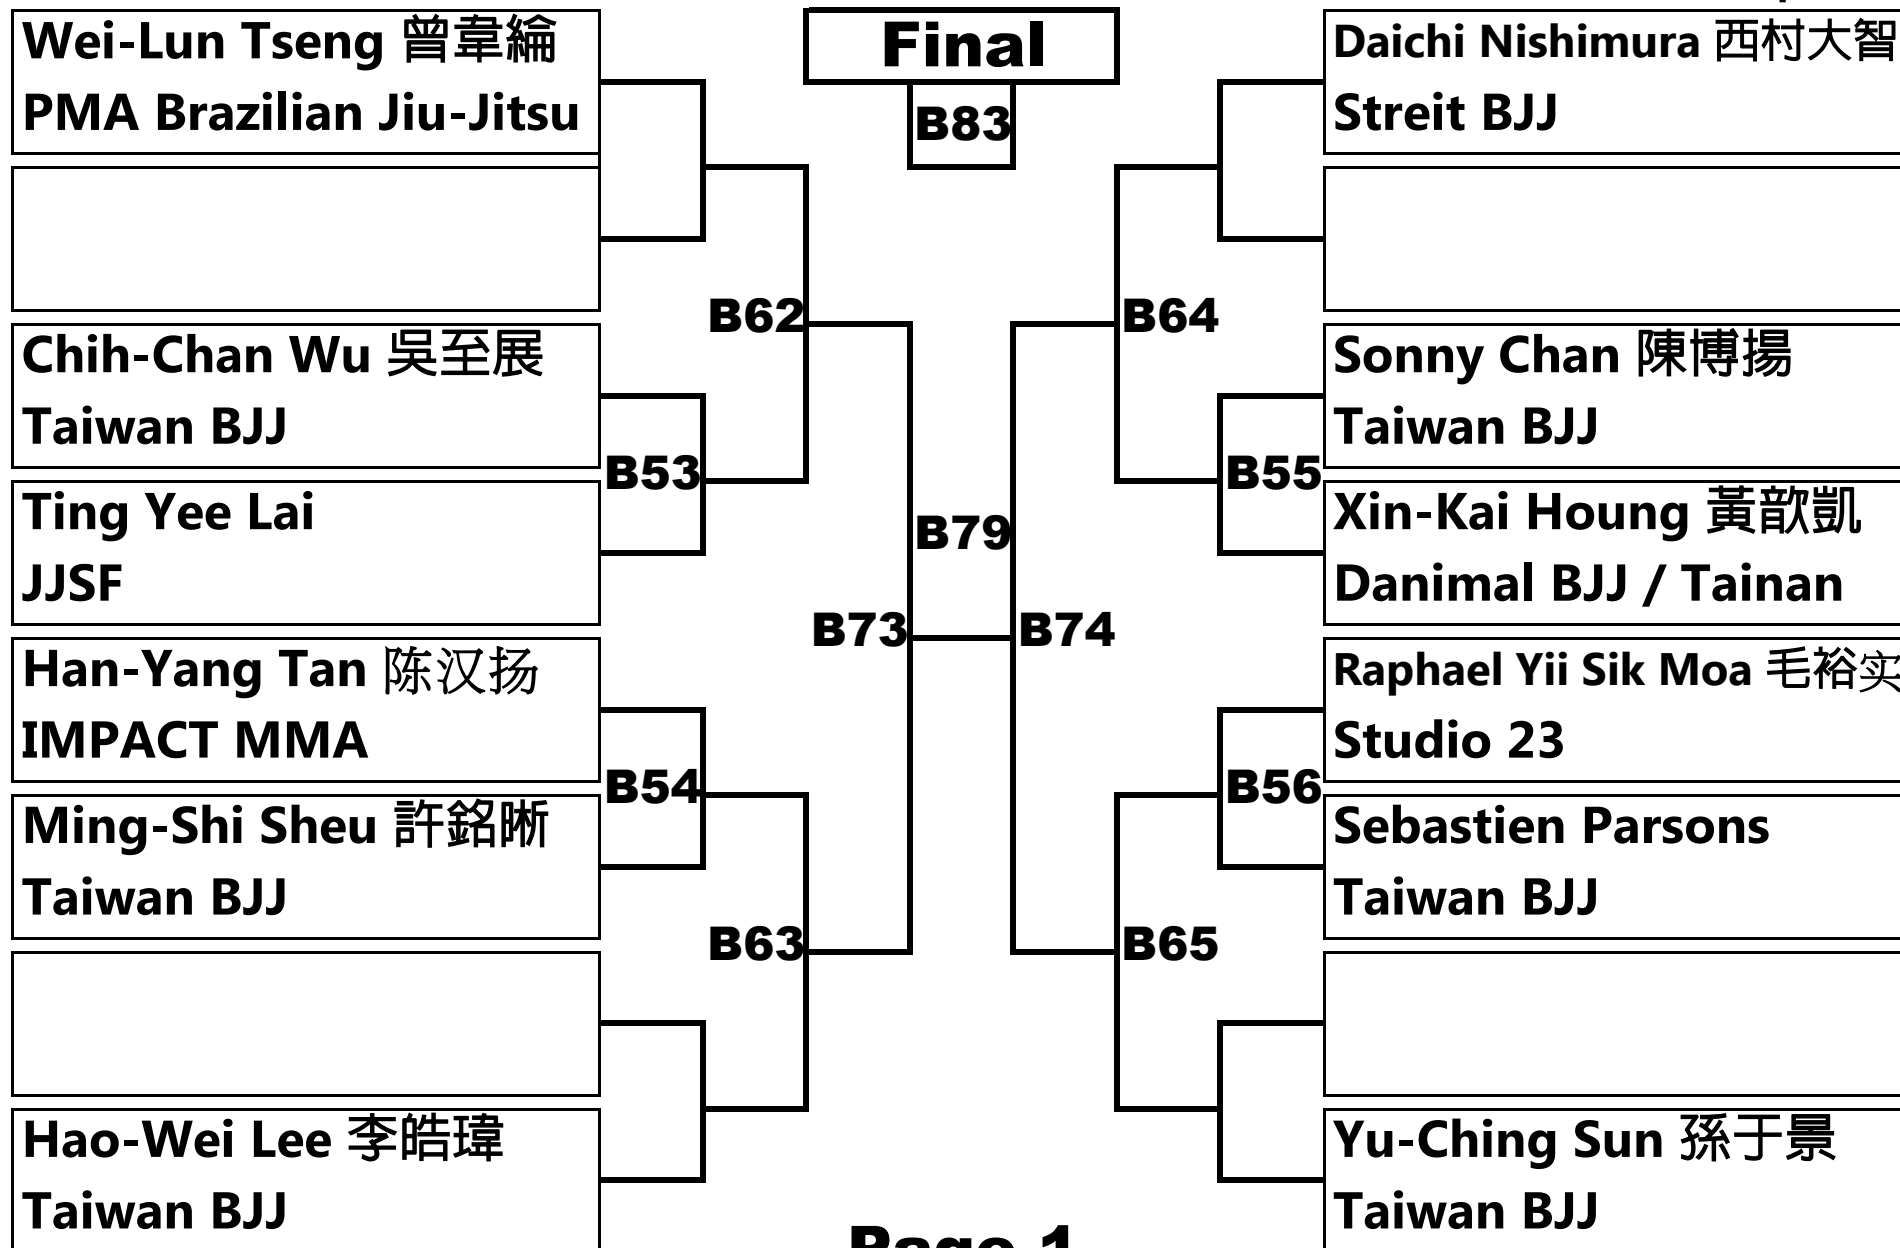 Wei-Lun Tseng 曾韋綸
PMA Brazilian Jiu-Jitsu
Chih-Chan Wu 吳至展
Taiwan BJJ
Ting Yee Lai
JJSF
Han-Yang Tan 陈汉扬
IMPACT MMA
Ming-Shi Sheu 許銘晰
Taiwan BJJ
Hao-Wei Lee 李皓瑋
Taiwan BJJ
B53
B54
B62
B63
B73
Final
B83
B79
B74
B64
B65
B55
B56
Daichi Nishimura 西村大智
Streit BJJ
Sonny Chan 陳博揚
Taiwan BJJ
Xin-Kai Houng 黃歆凱
Danimal BJJ / Tainan
Raphael Yii Sik Moa 毛裕实
Studio 23
Sebastien Parsons
Taiwan BJJ
Yu-Ching Sun 孫于景
Taiwan BJJ
Page 1